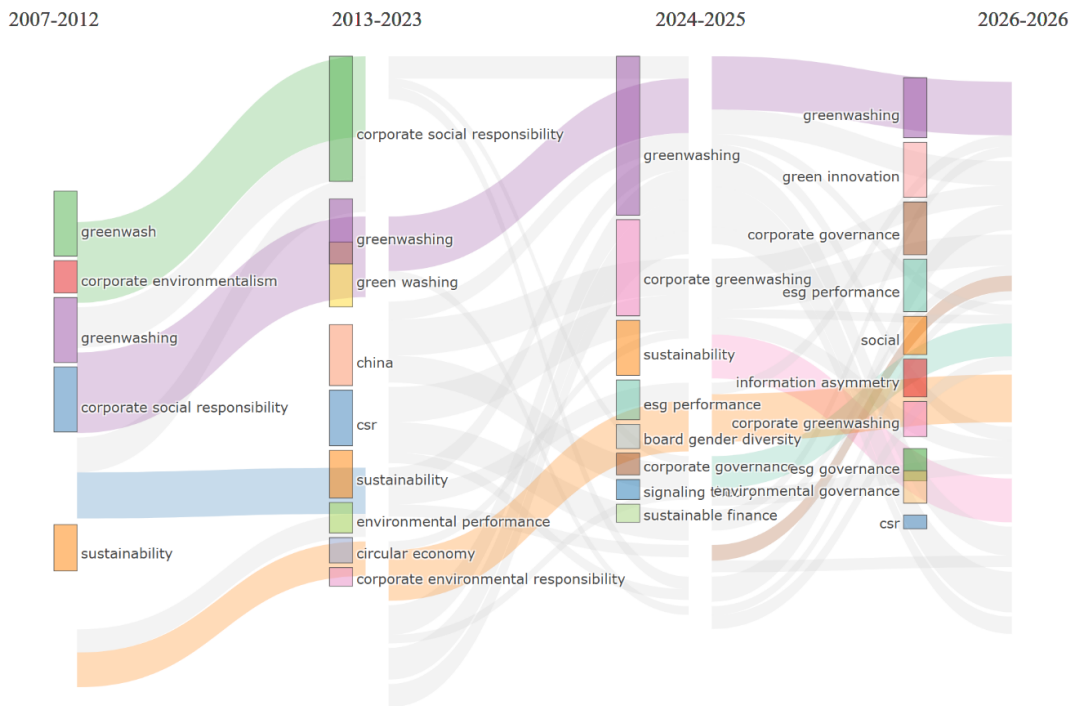 2007-2012
2013-2023
2024-2025
2026-2026
greenwash
corporate environmentalism
greenwashing
corporate social responsibility
sustainability
corporate social responsibility
greenwashing
green washing
china
csr
sustainability
environmental performance
circular economy
corporate environmental responsibility
greenwashing
corporate greenwashing
sustainability
esg performance
board gender diversity
corporate governance
signaling
sustainable finance
greenwashing
green innovation
corporate governance
esg performance
social
information asymmetry
corporate greenwashing
esg governance
environmental governance
csr